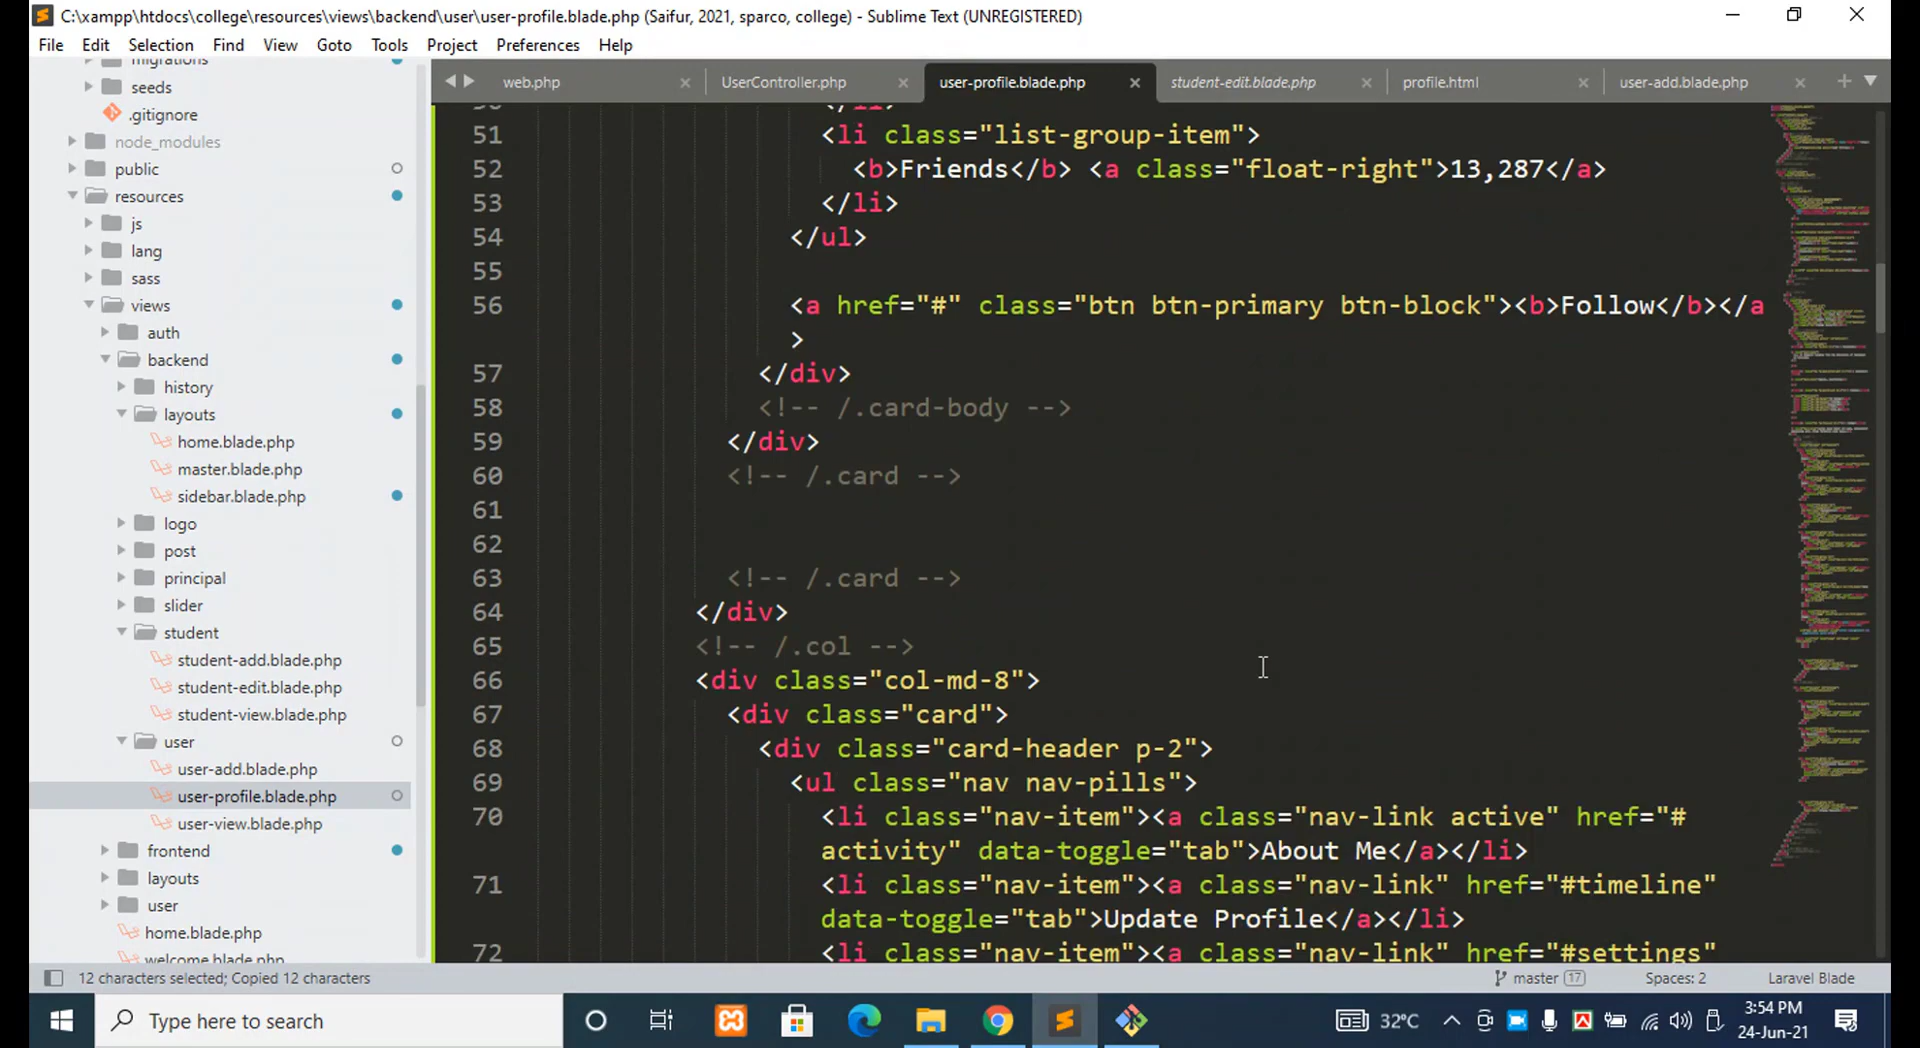 C:\xampp\htdocs\college\resources\views\backend\user\user-profile.blade.php (Saifur, 2021, sparco, college) - Sublime Text (UNREGISTERED)
File Edit Selection Find View Goto Tools Project Preferences Help
migrations
seeds
.gitignore
node_modules
public
resources
js
lang
sass
views
auth
backend
history
layouts
home.blade.php
master.blade.php
sidebar.blade.php
logo
post
principal
slider
student
student-add.blade.php
student-edit.blade.php
student-view.blade.php
user
user-add.blade.php
user-profile.blade.php
user-view.blade.php
frontend
layouts
user
home.blade.php
welcome.blade.php
web.php UserController.php user-profile.blade.php student-edit.blade.php profile.html user-add.blade.php
50 </li>
51 <li class="list-group-item">
52 <b>Friends</b> <a class="float-right">13,287</a>
53 </li>
54 </ul>
55
56 <a href="#" class="btn btn-primary btn-block"><b>Follow</b></a
>
57 </div>
58 <!-- /.card-body -->
59 </div>
60 <!-- /.card -->
61
62
63 <!-- /.card -->
64 </div>
65 <!-- /.col -->
66 <div class="col-md-8">
67 <div class="card">
68 <div class="card-header p-2">
69 <ul class="nav nav-pills">
70 <li class="nav-item"><a class="nav-link active" href="#
activity" data-toggle="tab">About Me</a></li>
71 <li class="nav-item"><a class="nav-link" href="#timeline"
data-toggle="tab">Update Profile</a></li>
72 <li class="nav-item"><a class="nav-link" href="#settings"
12 characters selected; Copied 12 characters master 17 Spaces: 2 Laravel Blade
Type here to search 32°C 3:54 PM
24-Jun-21